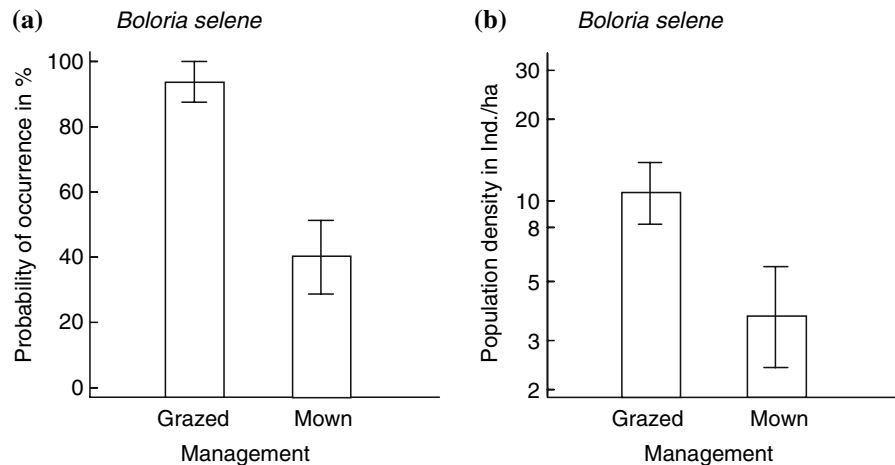 (a)
Boloria selene
Probability of occurrence in %
100
80
60
40
20
0
Grazed
Mown
Management
(b)
Boloria selene
Population density in Ind./ha
30
20
10
8
5
3
2
Grazed
Mown
Management